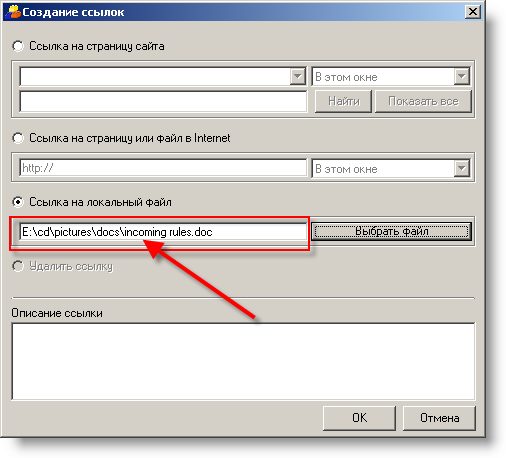 Создание ссылок
Ссылка на страницу сайта
В этом окне
Найти
Показать все
Ссылка на страницу или файл в Internet
http://
В этом окне
Ссылка на локальный файл
E:\cd\pictures\docs\incoming rules.doc
Выбрать файл
Удалить ссылку
Описание ссылки
OK
Отмена